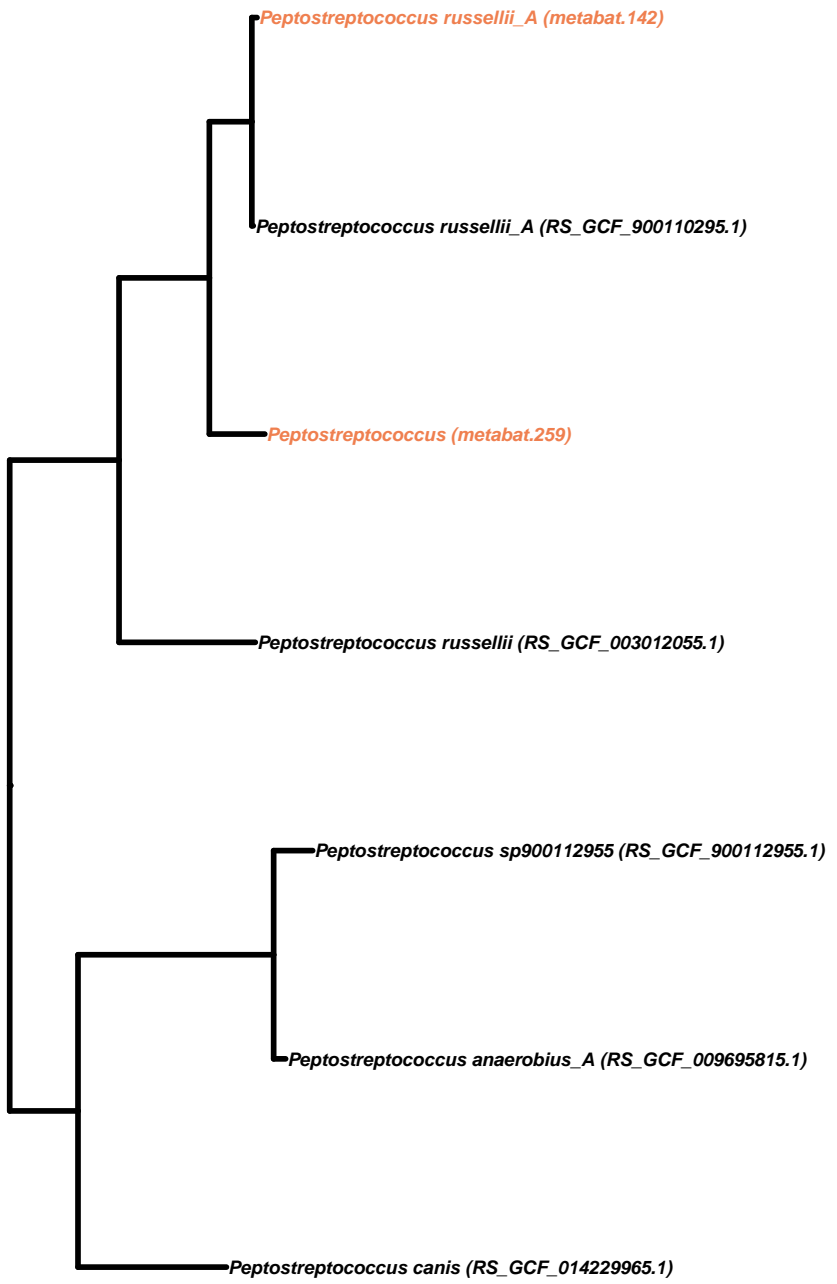 Peptostreptococcus russellii_A (metabat.142)
Peptostreptococcus russellii_A (RS_GCF_900110295.1)
Peptostreptococcus (metabat.259)
Peptostreptococcus russellii (RS_GCF_003012055.1)
Peptostreptococcus sp900112955 (RS_GCF_900112955.1)
Peptostreptococcus anaerobius_A (RS_GCF_009695815.1)
Peptostreptococcus canis (RS_GCF_014229965.1)